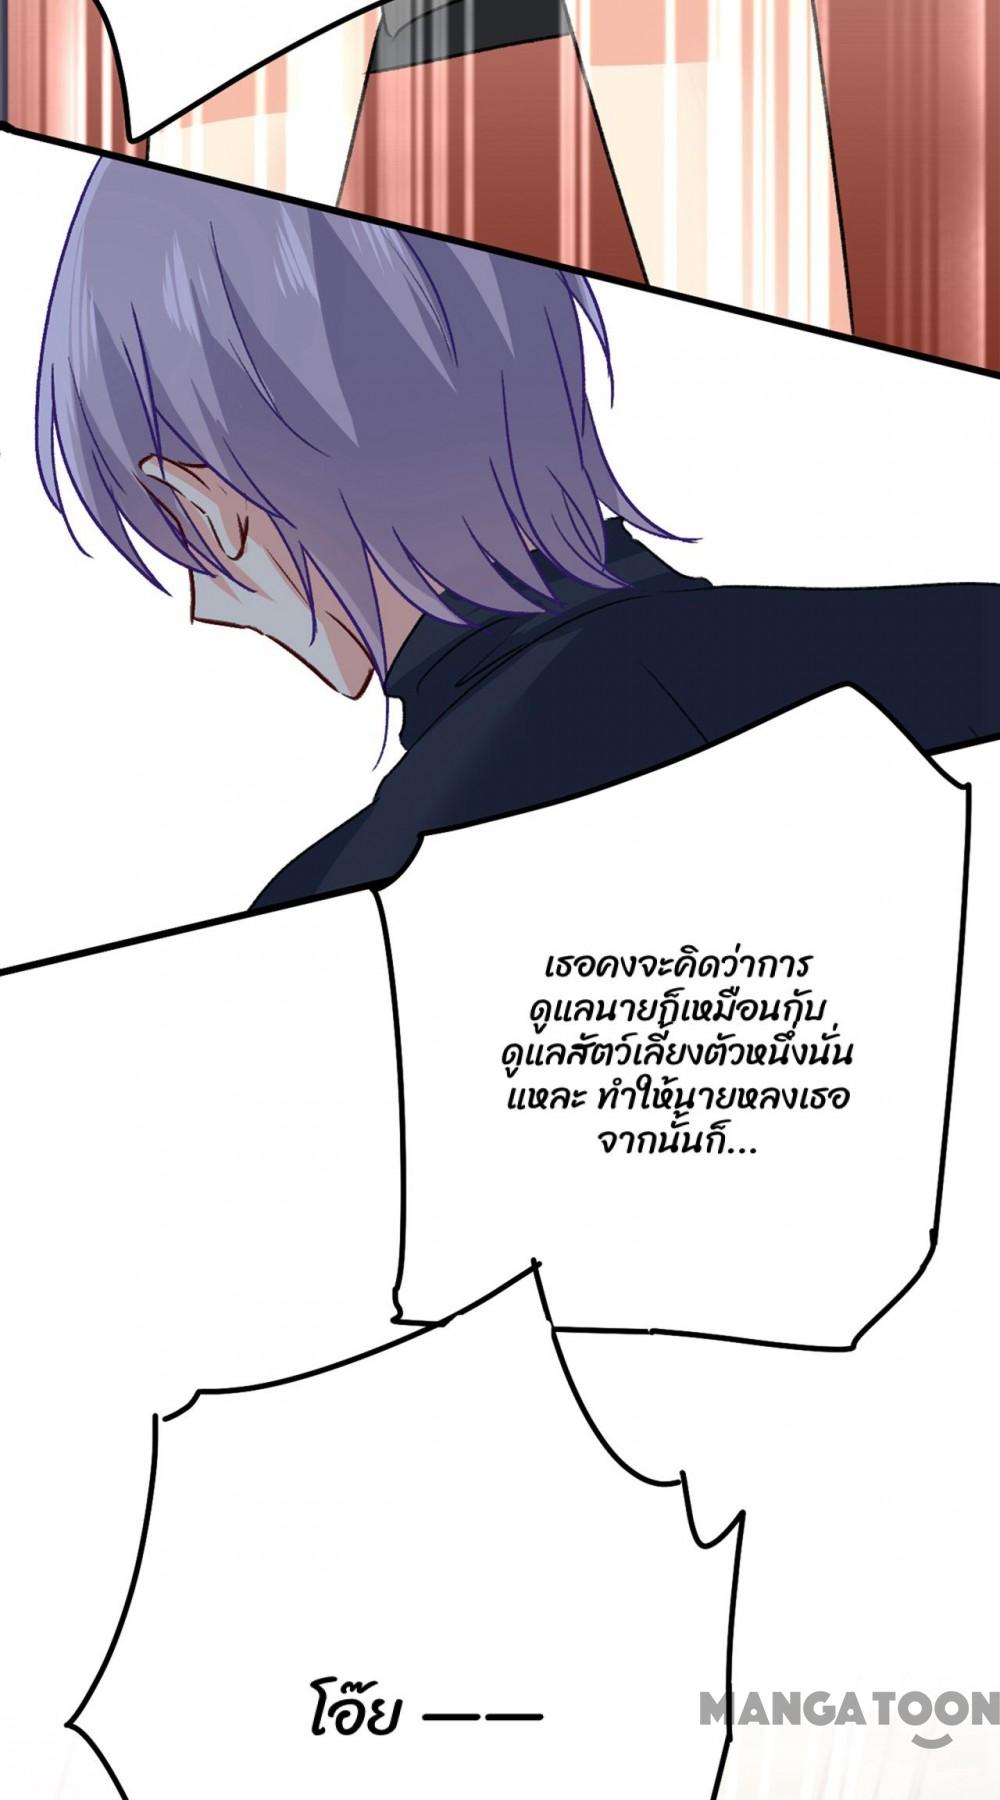 เธอคงจะคิดว่าการ
ดูแลนายก็เหมือนกับ
ดูแลสัตว์เลี้ยงตัวหนึ่งนั่น
แหละ ทำให้นายหลงเธอ
จากนั้นก็...
โอ๊ย ——
MANGATOON